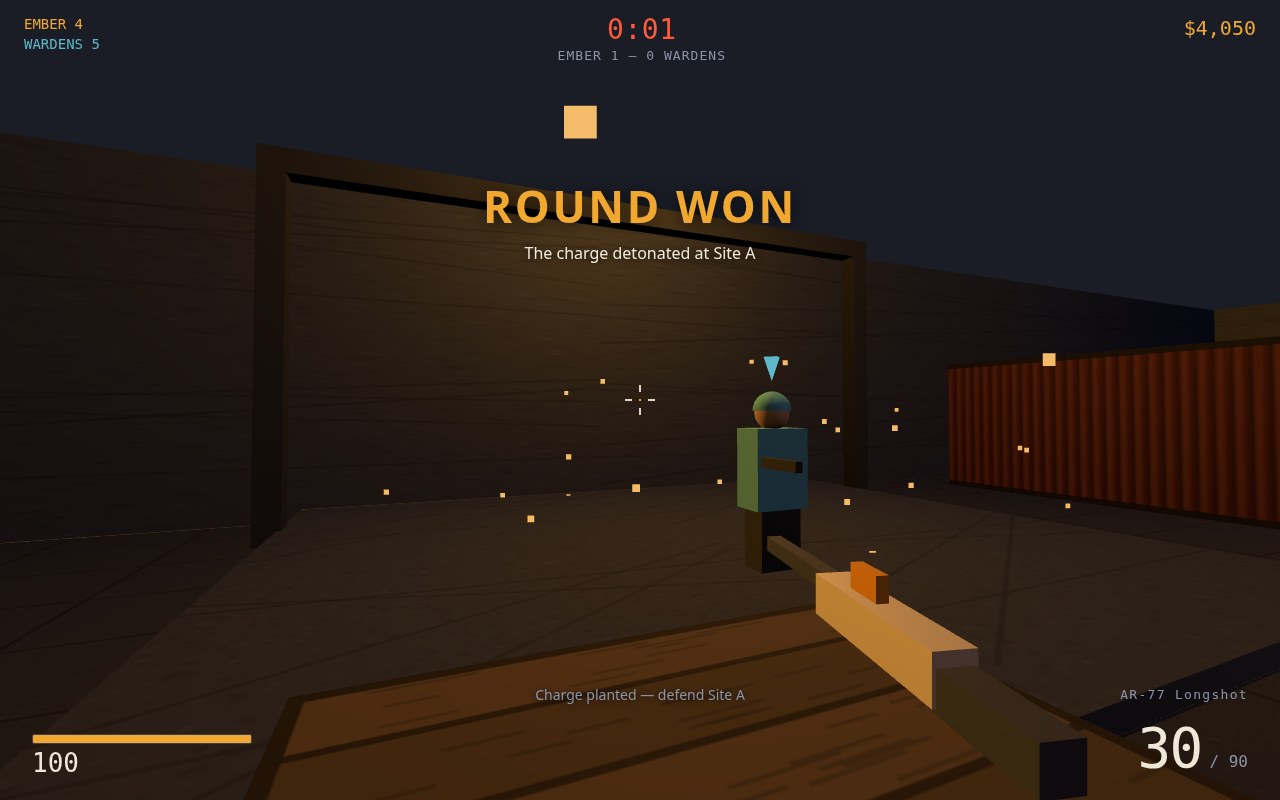 EMBER 4
WARDENS 5
0:01
EMBER 1 — 0 WARDENS
$4,050
ROUND WON
The charge detonated at Site A
Charge planted — defend Site A
AR-77 Longshot
100
30 / 90